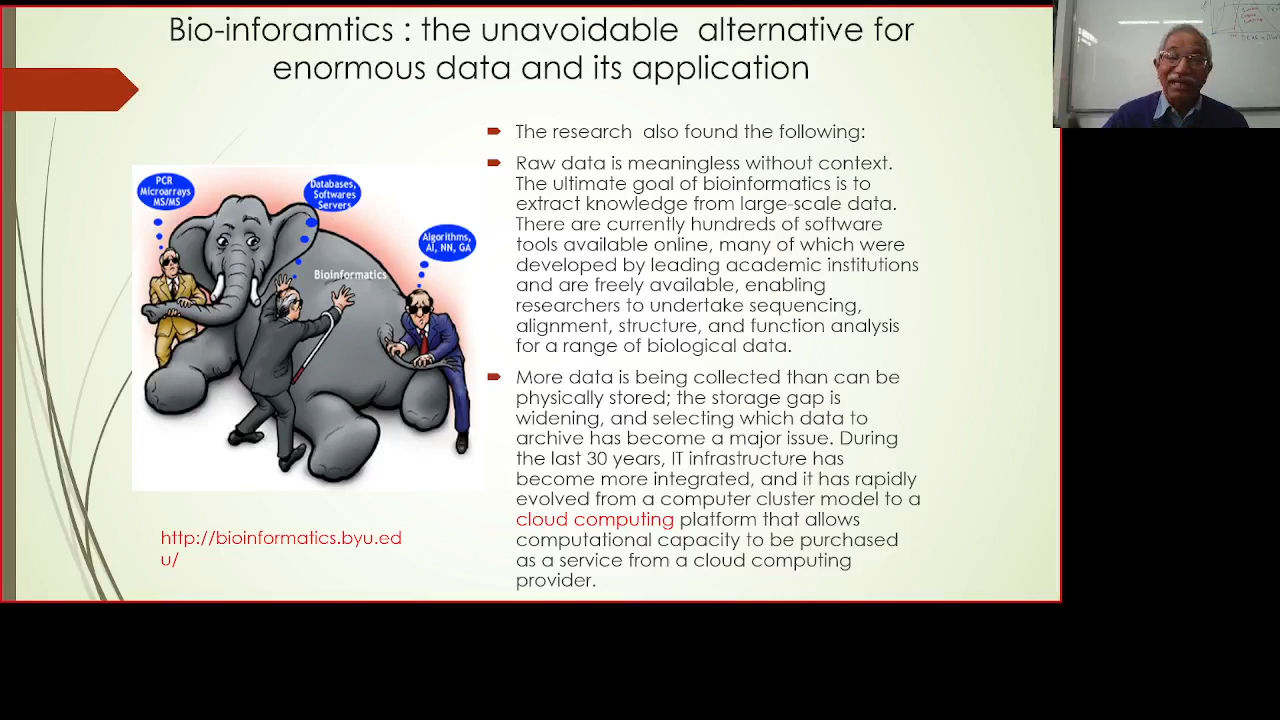 Bio-inforamtics : the unavoidable alternative for
enormous data and its application
PCR
Microarrays
MS/MS
Databases,
Softwares
Servers
Algorithms,
AI, NN, GA
Bioinformatics
http://bioinformatics.byu.ed
u/
The research also found the following:
Raw data is meaningless without context.
The ultimate goal of bioinformatics is to
extract knowledge from large-scale data.
There are currently hundreds of software
tools available online, many of which were
developed by leading academic institutions
and are freely available, enabling
researchers to undertake sequencing,
alignment, structure, and function analysis
for a range of biological data.
More data is being collected than can be
physically stored; the storage gap is
widening, and selecting which data to
archive has become a major issue. During
the last 30 years, IT infrastructure has
become more integrated, and it has rapidly
evolved from a computer cluster model to a
cloud computing platform that allows
computational capacity to be purchased
as a service from a cloud computing
provider.